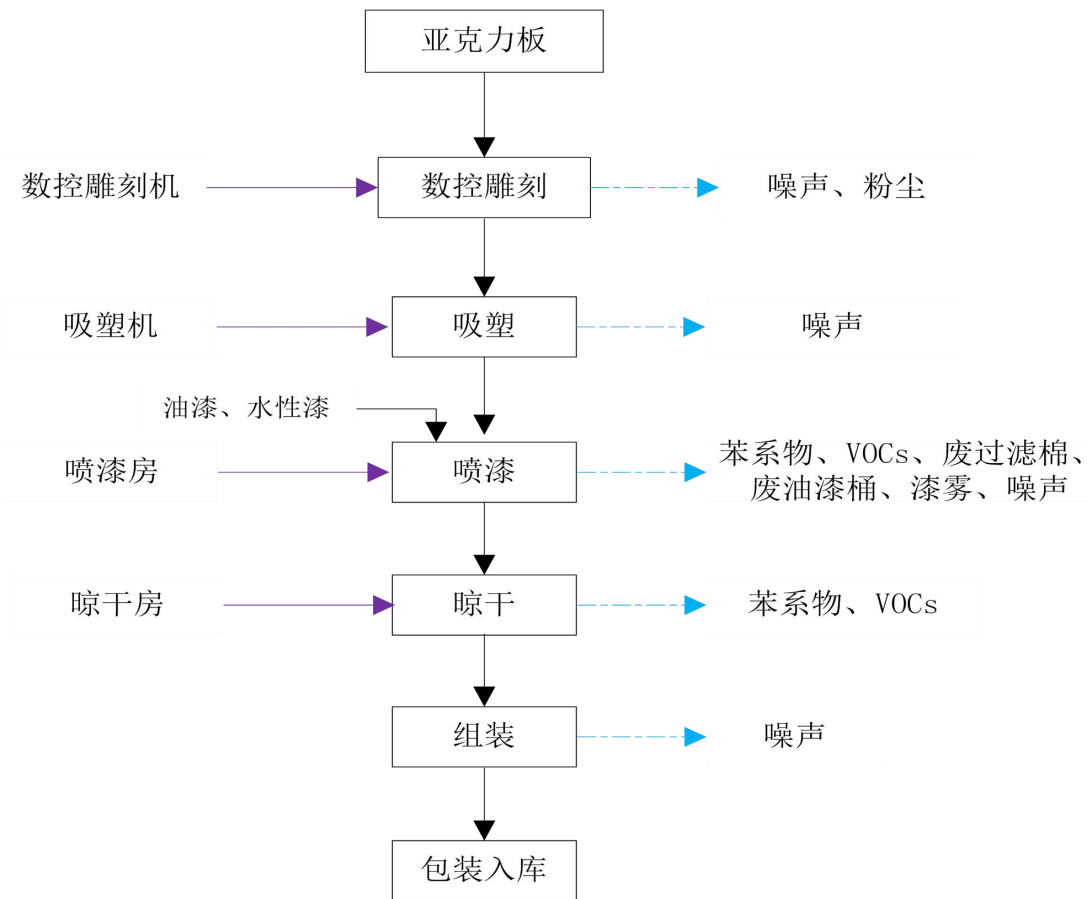 亚克力板
数控雕刻机
数控雕刻
噪声、粉尘
吸塑机
吸塑
噪声
油漆、水性漆
喷漆房
喷漆
苯系物、VOCs、废过滤棉、
废油漆桶、漆雾、噪声
晾干房
晾干
苯系物、VOCs
组装
噪声
包装入库